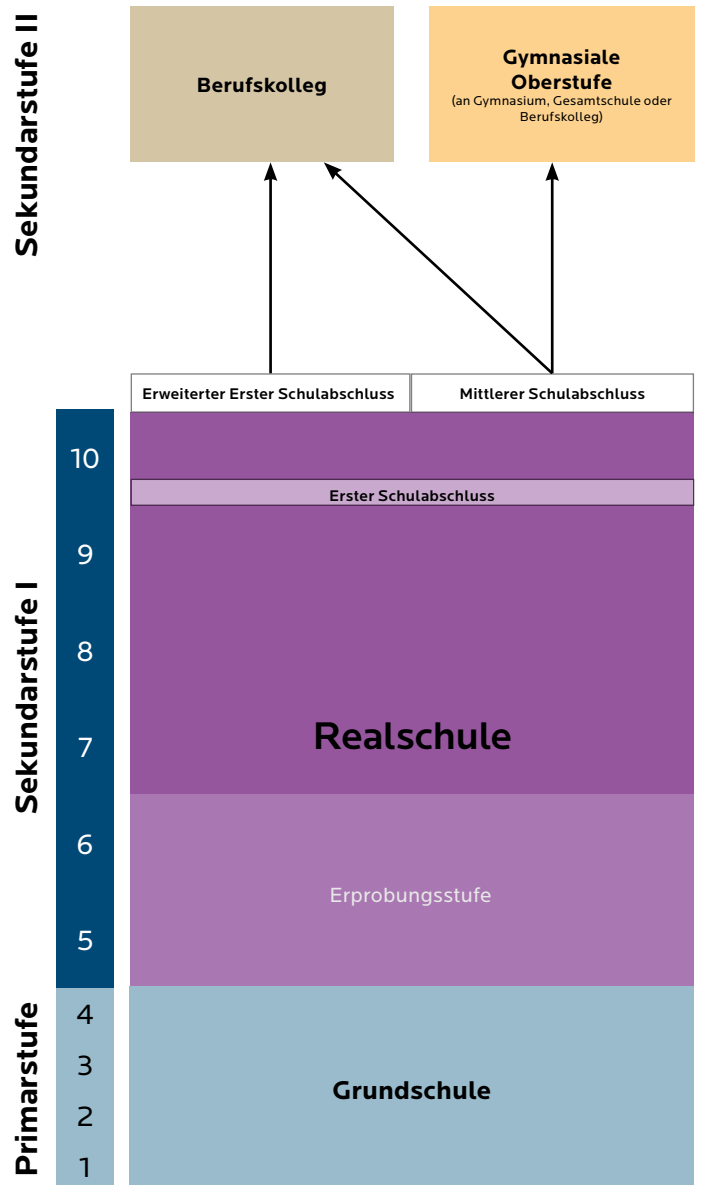 Sekundarstufe II
Berufskolleg
Gymnasiale
Oberstufe
(an Gymnasium, Gesamtschule oder
Berufskolleg)
Erweiterter Erster Schulabschluss
Mittlerer Schulabschluss
Sekundarstufe I
10
Erster Schulabschluss
9
8
7
Realschule
6
Erprobungsstufe
5
Primarstufe
4
3
Grundschule
2
1